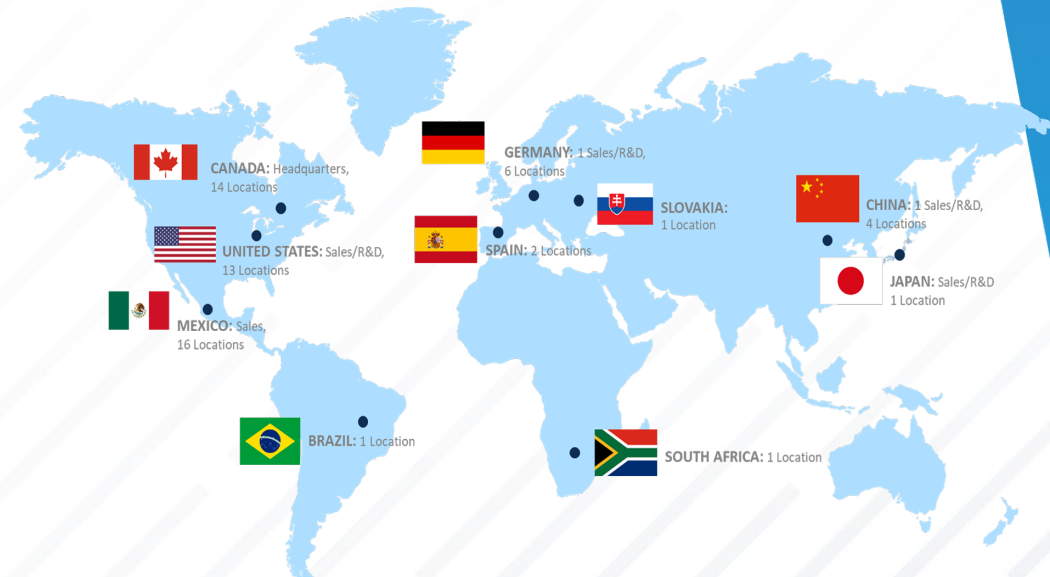 CANADA: Headquarters,
14 Locations
UNITED STATES: Sales/R&D,
13 Locations
MEXICO: Sales,
16 Locations
BRAZIL: 1 Location
GERMANY: 1 Sales/R&D,
6 Locations
SLOVAKIA:
1 Location
SPAIN: 2 Locations
SOUTH AFRICA: 1 Location
CHINA: 1 Sales/R&D,
4 Locations
JAPAN: Sales/R&D
1 Location